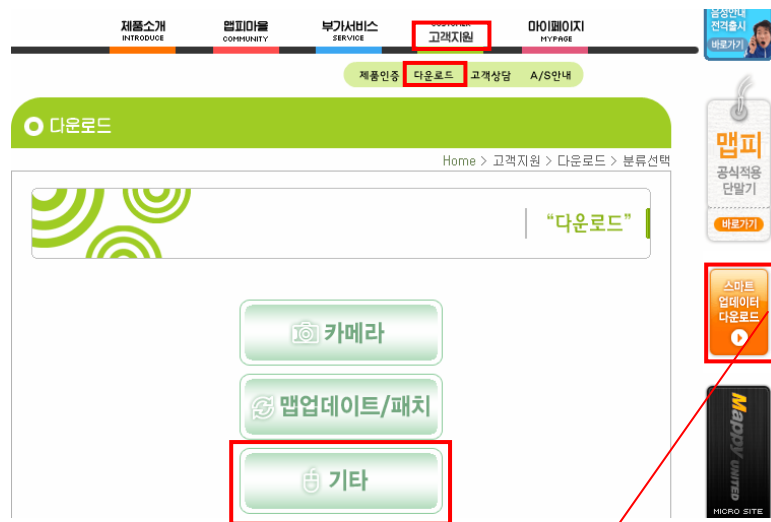 제품소개 맵피마을 부가서비스 CUSTOMER 마이페이지
INTRODUCE COMMUNITY SERVICE 고객지원 MYPAGE
제품인증 다운로드 고객상담 A/S안내
다운로드
Home > 고객지원 > 다운로드 > 분류선택
“다운로드”
카메라
맵업데이트/패치
기타
음성안내
전격출시
바로가기
맵피
공식적용
단말기
바로가기
스마트
업데이터
다운로드
Mappy UNITED
MICRO SITE